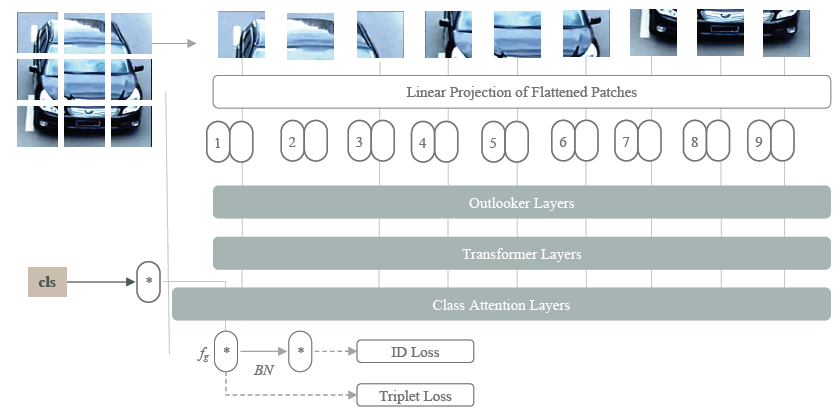 Linear Projection of Flattened Patches
1 2 3 4 5 6 7 8 9
Outlooker Layers
Transformer Layers
cls
*
Class Attention Layers
fg * BN * ID Loss
Triplet Loss